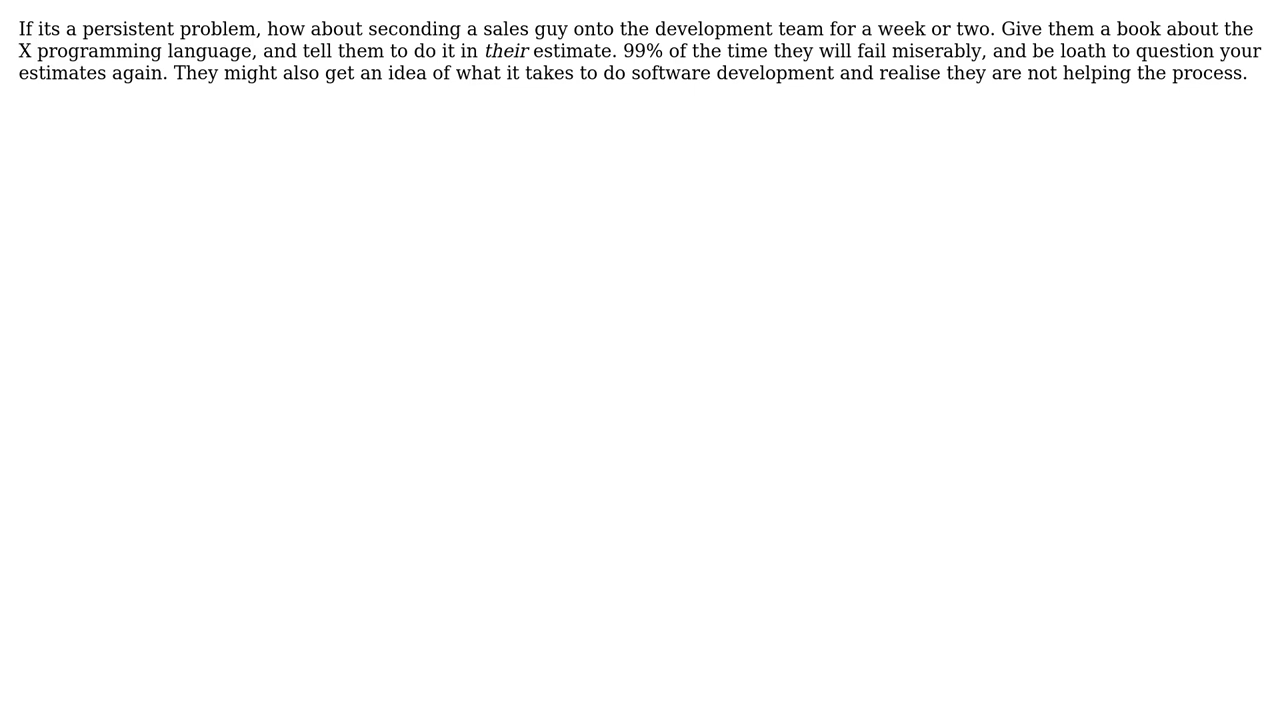 If its a persistent problem, how about seconding a sales guy onto the development team for a week or two. Give them a book about the
X programming language, and tell them to do it in their estimate. 99% of the time they will fail miserably, and be loath to question your
estimates again. They might also get an idea of what it takes to do software development and realise they are not helping the process.